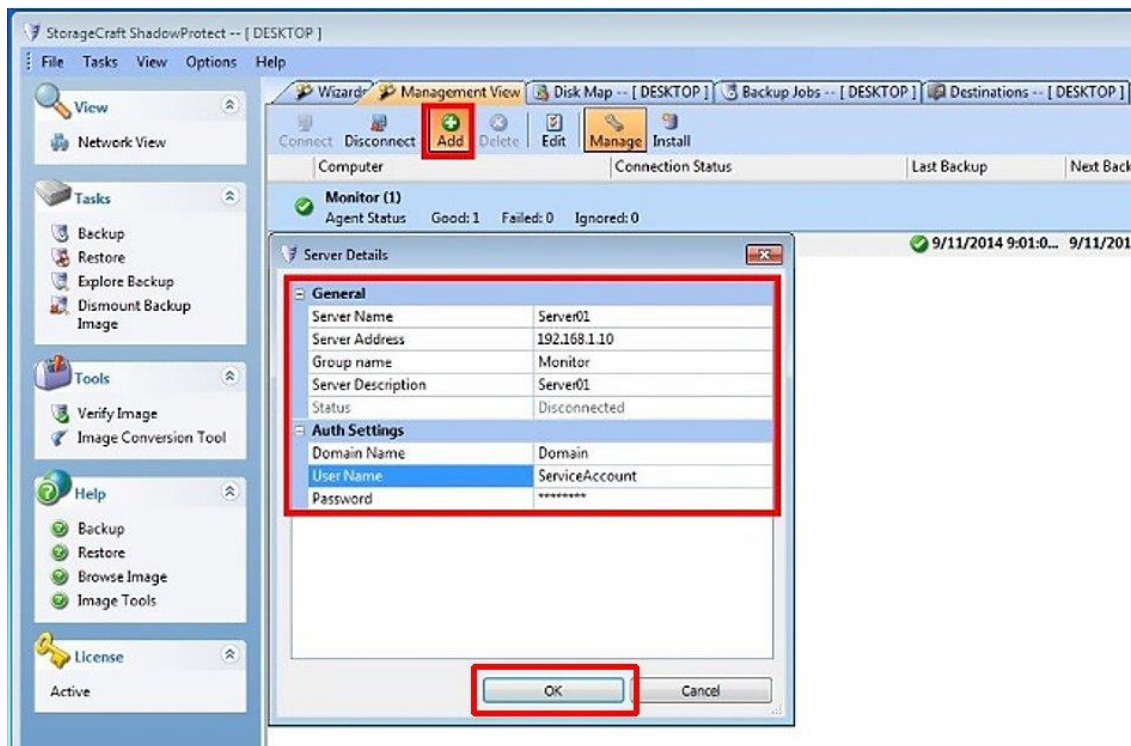 StorageCraft ShadowProtect -- [ DESKTOP ]
File Tasks View Options Help
View
Network View
Tasks
Backup
Restore
Explore Backup
Dismount Backup
Image
Tools
Verify Image
Image Conversion Tool
Help
Backup
Restore
Browse Image
Image Tools
License
Active
Wizards Management View Disk Map -- [ DESKTOP ] Backup Jobs -- [ DESKTOP ] Destinations -- [ DESKTOP ]
Connect Disconnect Add Delete Edit Manage Install
Computer Connection Status Last Backup Next Back
Monitor (1)
Agent Status Good: 1 Failed: 0 Ignored: 0
9/11/2014 9:01:0... 9/11/201
Server Details
General
Server Name Server01
Server Address 192.168.1.10
Group name Monitor
Server Description Server01
Status Disconnected
Auth Settings
Domain Name Domain
User Name ServiceAccount
Password ********
OK Cancel